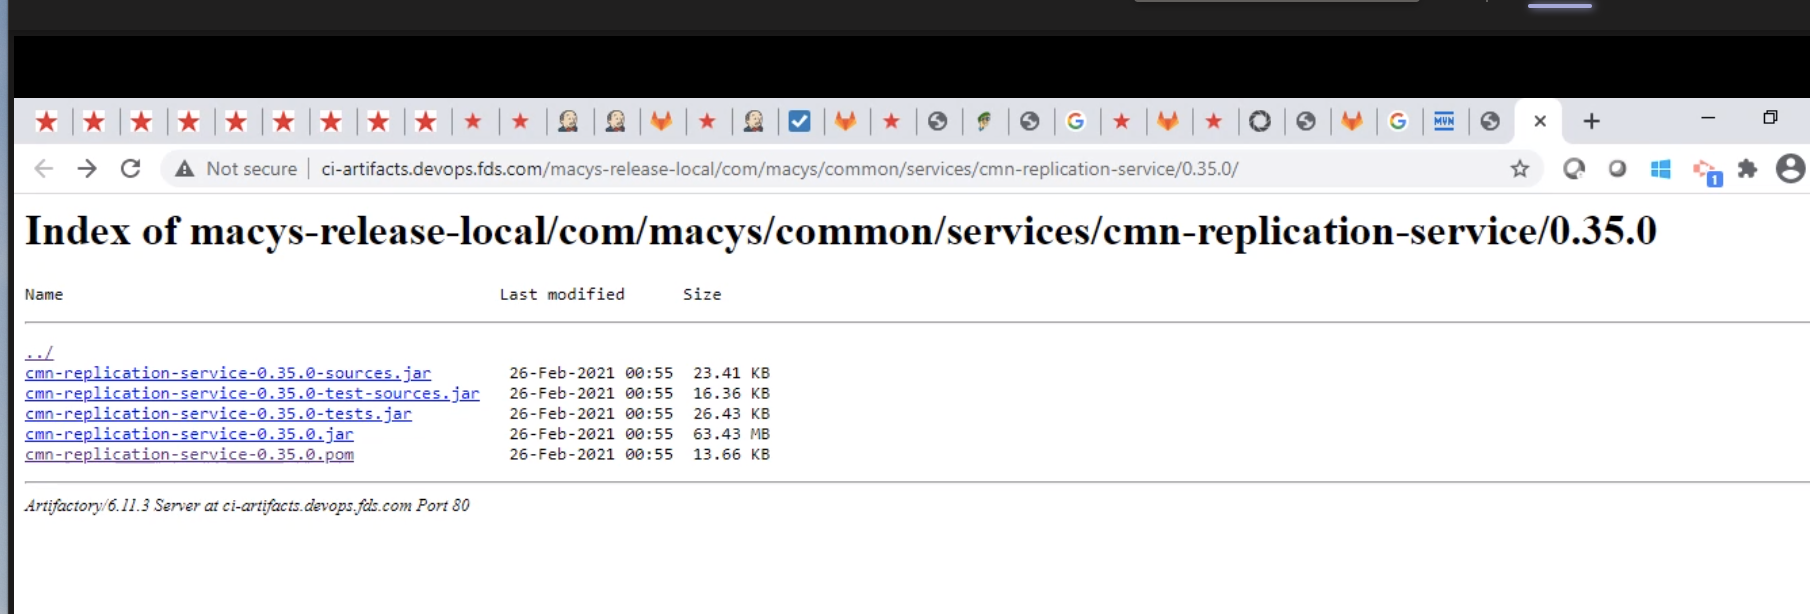 MVN
Not secure | ci-artifacts.devops.fds.com/macys-release-local/com/macys/common/services/cmn-replication-service/0.35.0/
1
Index of macys-release-local/com/macys/common/services/cmn-replication-service/0.35.0
Name Last modified Size
../
cmn-replication-service-0.35.0-sources.jar 26-Feb-2021 00:55 23.41 KB
cmn-replication-service-0.35.0-test-sources.jar 26-Feb-2021 00:55 16.36 KB
cmn-replication-service-0.35.0-tests.jar 26-Feb-2021 00:55 26.43 KB
cmn-replication-service-0.35.0.jar 26-Feb-2021 00:55 63.43 MB
cmn-replication-service-0.35.0.pom 26-Feb-2021 00:55 13.66 KB
Artifactory/6.11.3 Server at ci-artifacts.devops.fds.com Port 80